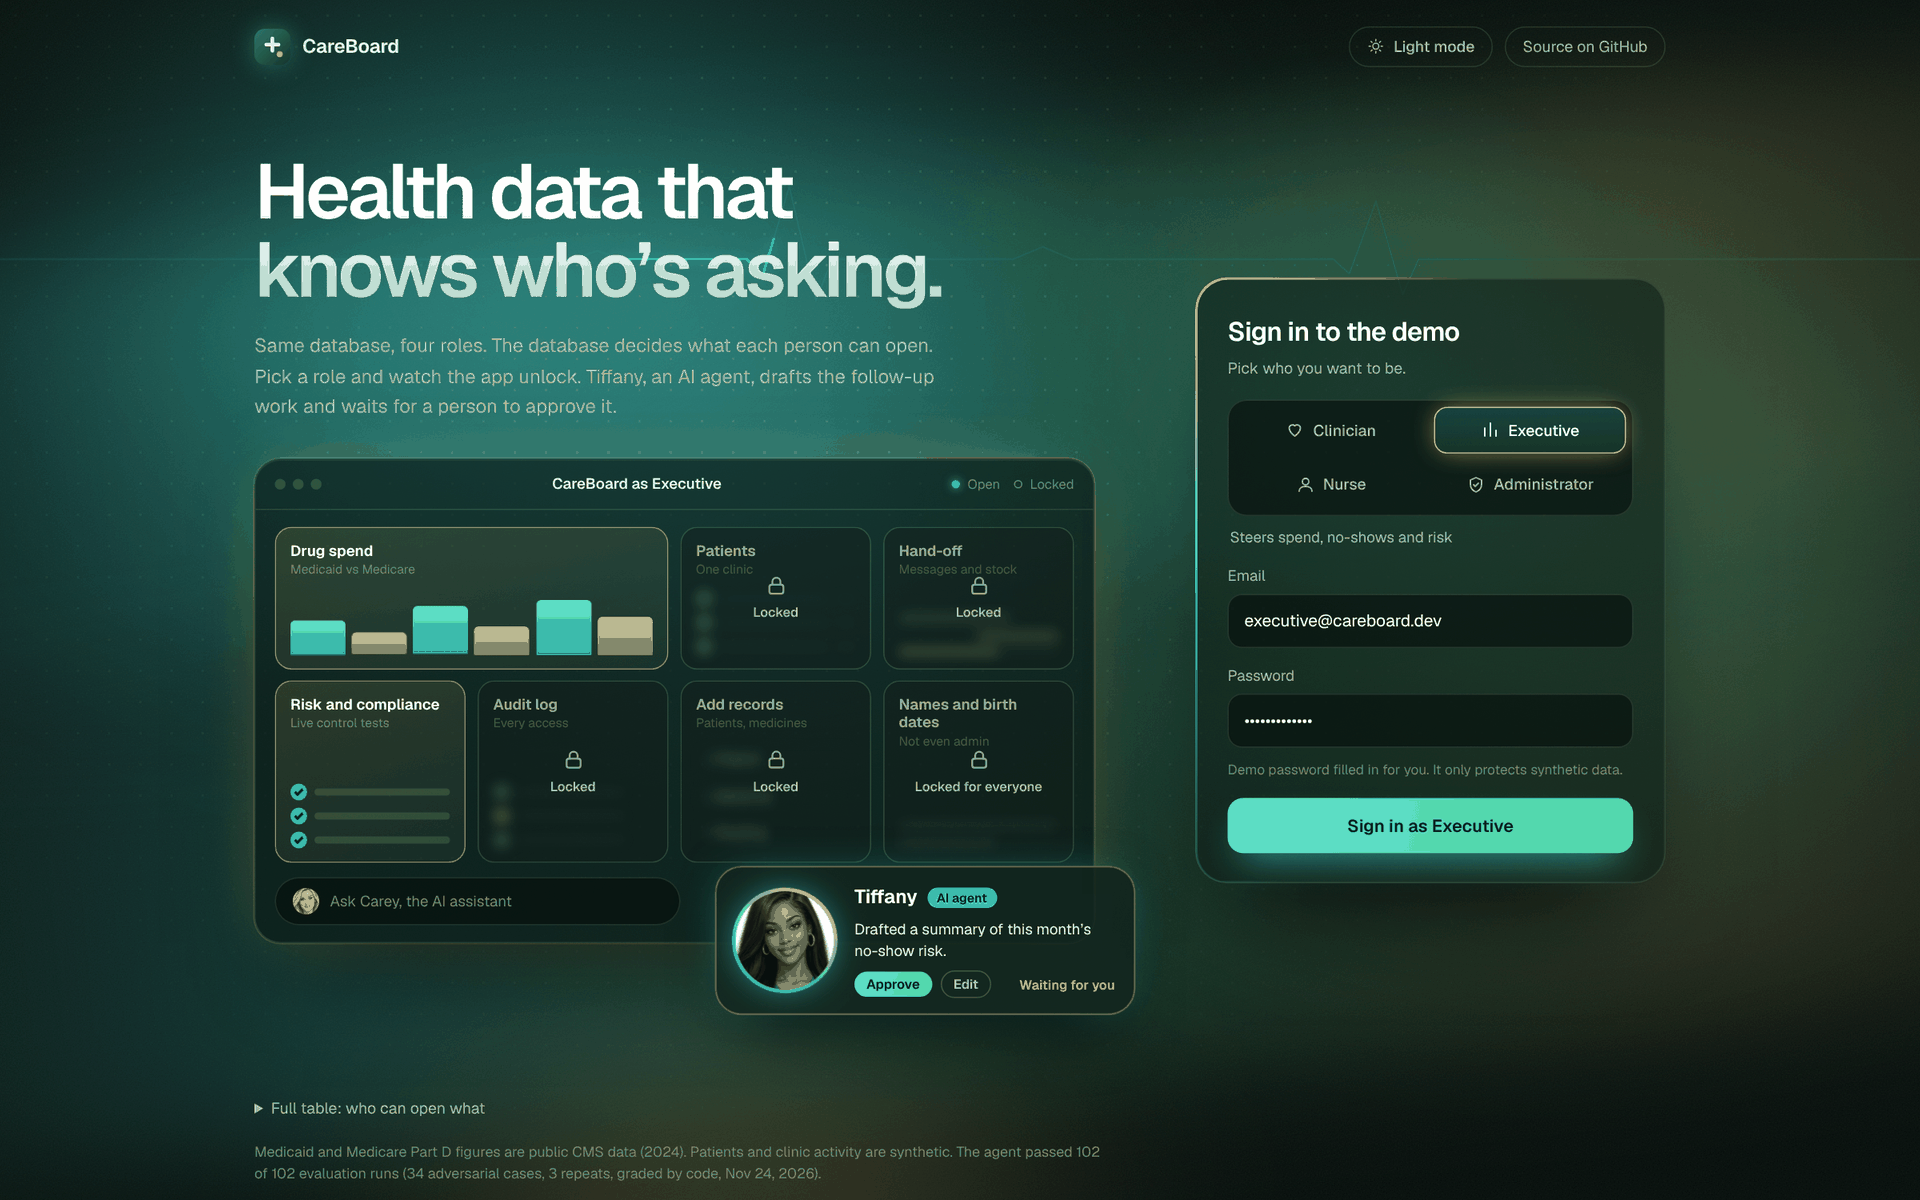 CareBoard
Light mode
Source on GitHub
Health data that
knows who's asking.
Same database, four roles. The database decides what each person can open.
Pick a role and watch the app unlock. Tiffany, an AI agent, drafts the follow-up
work and waits for a person to approve it.
CareBoard as Executive
Open
Locked
Drug spend
Medicaid vs Medicare
Patients
One clinic
Locked
Hand-off
Messages and stock
Locked
Risk and compliance
Live control tests
Audit log
Every access
Locked
Add records
Patients, medicines
Locked
Names and birth
dates
Not even admin
Locked for everyone
Ask Carey, the AI assistant
Tiffany
AI agent
Drafted a summary of this month's
no-show risk.
Approve
Edit
Waiting for you
Sign in to the demo
Pick who you want to be.
Clinician
Executive
Nurse
Administrator
Steers spend, no-shows and risk
Email
executive@careboard.dev
Password
•••••••••••••
Demo password filled in for you. It only protects synthetic data.
Sign in as Executive
Full table: who can open what
Medicaid and Medicare Part D figures are public CMS data (2024). Patients and clinic activity are synthetic. The agent passed 102
of 102 evaluation runs (34 adversarial cases, 3 repeats, graded by code, Nov 24, 2026).